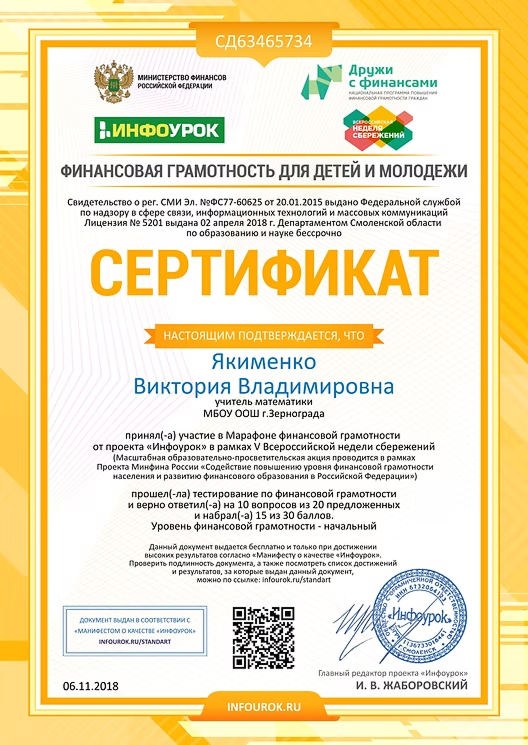 СД63465734
МИНИСТЕРСТВО ФИНАНСОВ
РОССИЙСКОЙ ФЕДЕРАЦИИ
Дружи
с финансами
НАЦИОНАЛЬНАЯ ПРОГРАММА ПОВЫШЕНИЯ
ФИНАНСОВОЙ ГРАМОТНОСТИ ГРАЖДАН
ИНФОУРОК
ВСЕРОССИЙСКАЯ
НЕДЕЛЯ
СБЕРЕЖЕНИЙ
ФИНАНСОВАЯ ГРАМОТНОСТЬ ДЛЯ ДЕТЕЙ И МОЛОДЕЖИ
Свидетельство о рег. СМИ Эл. №ФС77-60625 от 20.01.2015 выдано Федеральной службой
по надзору в сфере связи, информационных технологий и массовых коммуникаций
Лицензия № 5201 выдана 02 апреля 2018 г. Департаментом Смоленской области
по образованию и науке бессрочно
СЕРТИФИКАТ
НАСТОЯЩИМ ПОДТВЕРЖДАЕТСЯ, ЧТО
Якименко
Виктория Владимировна
учитель математики
МБОУ ООШ г.Зернограда
принял(-а) участие в Марафоне финансовой грамотности
от проекта «Инфоурок» в рамках V Всероссийской недели сбережений
(Масштабная образовательно-просветительская акция проводится в рамках
Проекта Минфина России «Содействие повышению уровня финансовой грамотности
населения и развитию финансового образования в Российской Федерации»)
прошел(-ла) тестирование по финансовой грамотности
и верно ответил(-а) на 10 вопросов из 20 предложенных
и набрал(-а) 15 из 30 баллов.
Уровень финансовой грамотности - начальный
Данный документ выдается бесплатно и только при достижении
высоких результатов согласно «Манифесту о качестве «Инфоурок».
Проверить подлинность документа, а также посмотреть список достижений
и результатов, за которые выдан данный документ,
можно по ссылке: infourok.ru/standart
ДОКУМЕНТ ВЫДАН В СООТВЕТСТВИИ С
«МАНИФЕСТОМ О КАЧЕСТВЕ «ИНФОУРОК»
INFOUROK.RU/STANDART
«Инфоурок»
Главный редактор проекта «Инфоурок»
06.11.2018
И. В. ЖАБОРОВСКИЙ
INFOUROK.RU